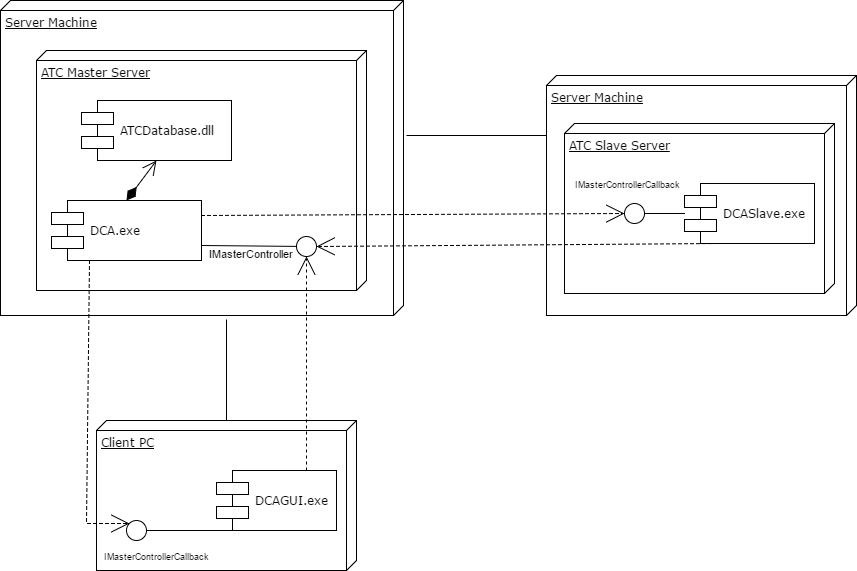 Server Machine
ATC Master Server
ATCDatabase.dll
DCA.exe
IMasterController
Server Machine
ATC Slave Server
IMasterControllerCallback
DCASlave.exe
Client PC
DCAGUI.exe
IMasterControllerCallback